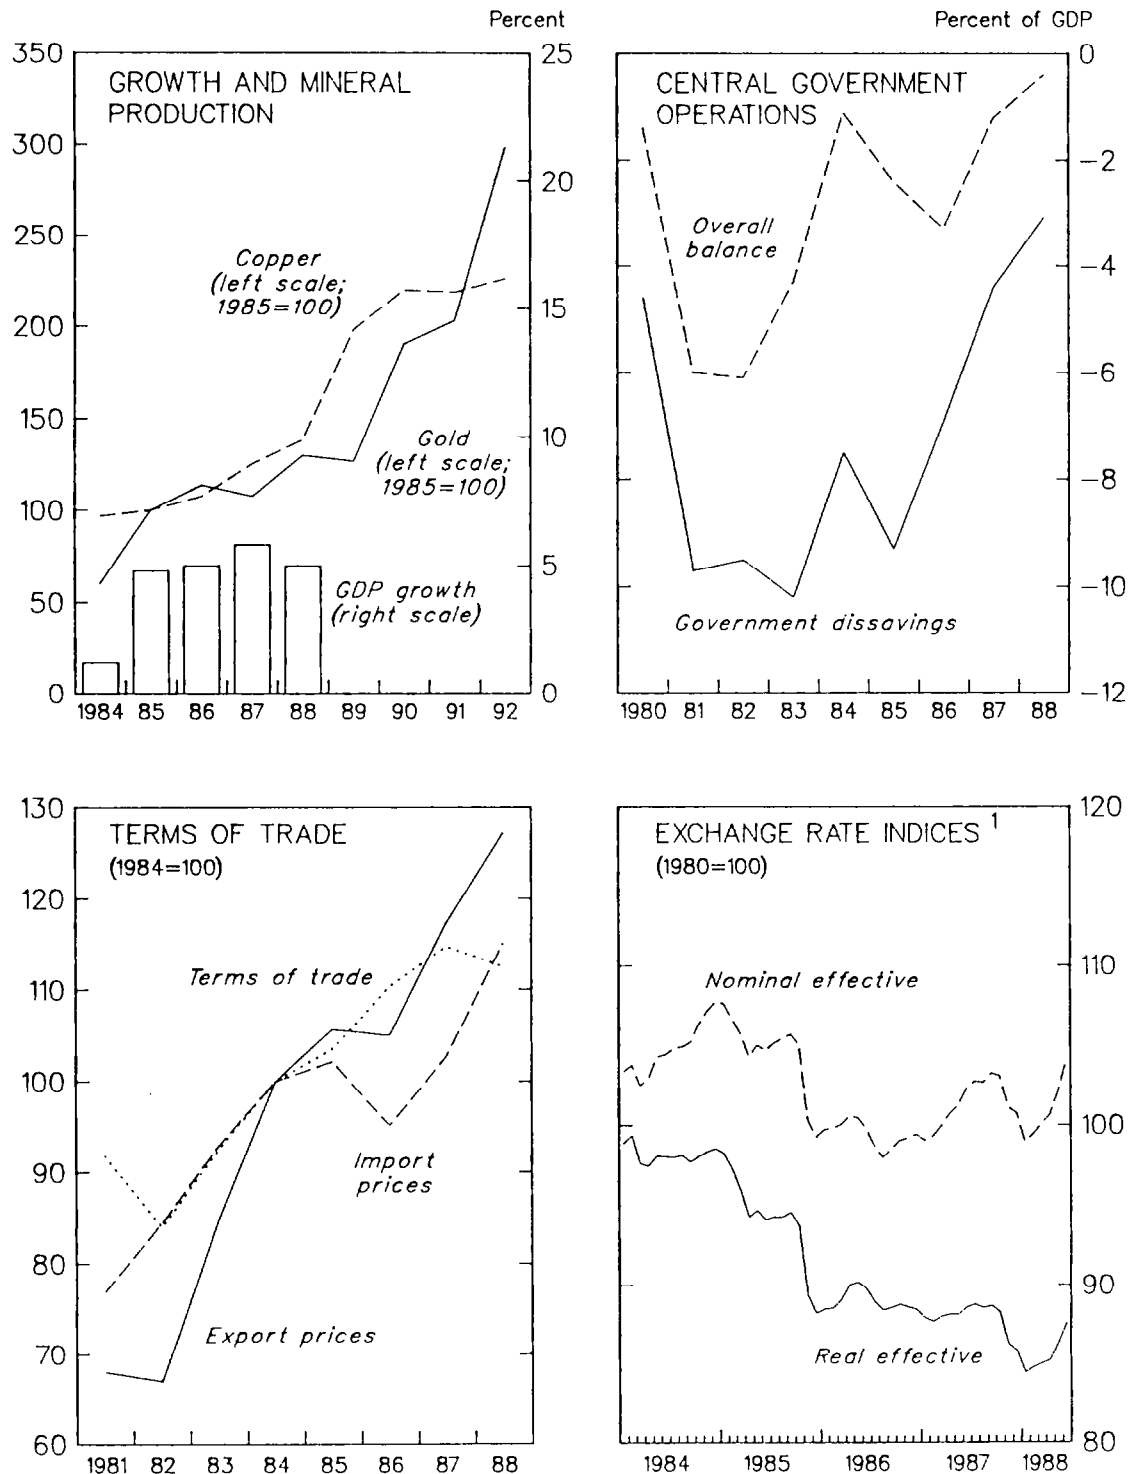 Percent
350
25
GROWTH AND MINERAL
PRODUCTION
300
20
250
Copper
(left scale;
1985=100)
15
200
150
10
Gold
(left scale;
1985=100)
100
5
GDP growth
(right scale)
50
0
0
1984 85 86 87 88 89 90 91 92
Percent of GDP
0
CENTRAL GOVERNMENT
OPERATIONS
-2
Overall
balance
-4
-6
-8
-10
Government dissavings
-12
1980 81 82 83 84 85 86 87 88
130
TERMS OF TRADE
(1984=100)
120
Terms of trade
110
100
Import
prices
90
80
Export prices
70
60
1981 82 83 84 85 86 87 88
120
EXCHANGE RATE INDICES 1
(1980=100)
110
Nominal effective
100
90
Real effective
80
1984 1985 1986 1987 1988